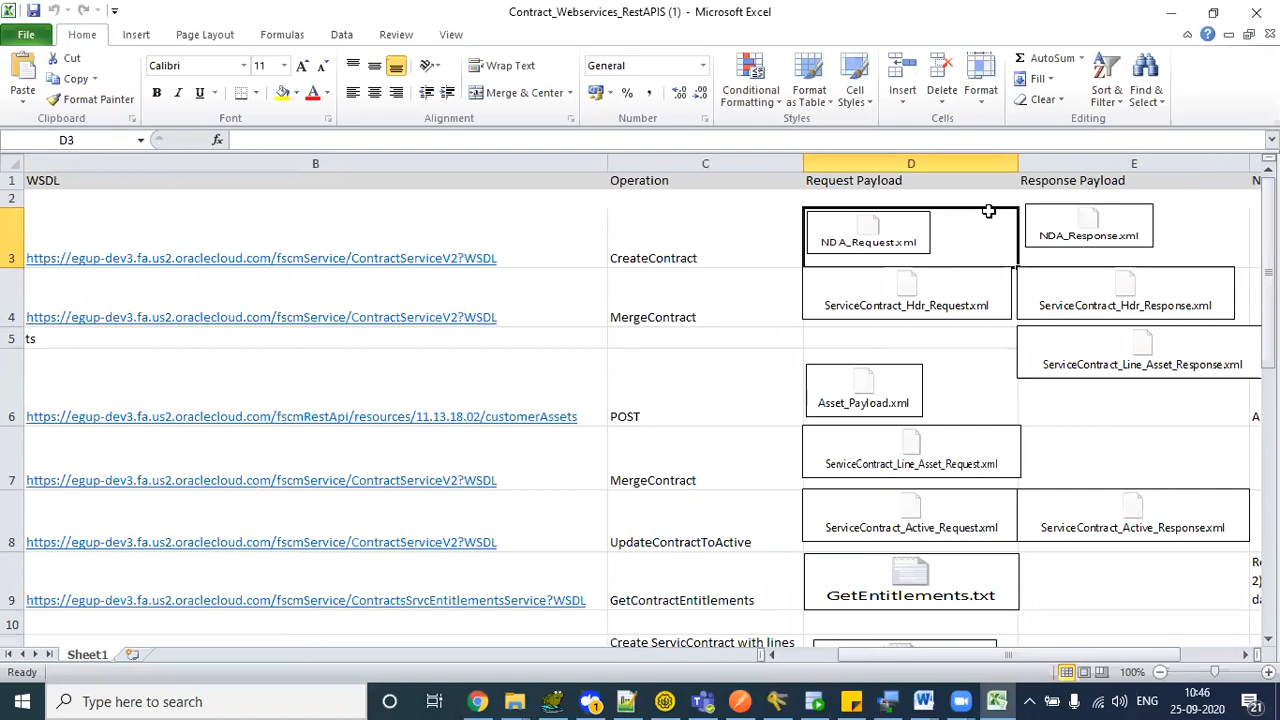 Contract_Webservices_RestAPIS (1) - Microsoft Excel
File Home Insert Page Layout Formulas Data Review View
Paste
Cut
Copy
Format Painter
Clipboard
Calibri 11
B I U A
Font
Wrap Text
Merge & Center
Alignment
General
% ,
Number
Conditional Formatting
Format as Table
Cell Styles
Styles
Insert Delete Format
Cells
AutoSum
Fill
Clear
Sort & Filter
Find & Select
Editing
D3 fx
B C D E
1 WSDL Operation Request Payload Response Payload N
2
NDA_Request.xml NDA_Response.xml
3 https://egup-dev3.fa.us2.oraclecloud.com/fscmService/ContractServiceV2?WSDL CreateContract
ServiceContract_Hdr_Request.xml ServiceContract_Hdr_Response.xml
4 https://egup-dev3.fa.us2.oraclecloud.com/fscmService/ContractServiceV2?WSDL MergeContract
5 ts
ServiceContract_Line_Asset_Response.xml
Asset_Payload.xml
6 https://egup-dev3.fa.us2.oraclecloud.com/fscmRestApi/resources/11.13.18.02/customerAssets POST A
ServiceContract_Line_Asset_Request.xml
7 https://egup-dev3.fa.us2.oraclecloud.com/fscmService/ContractServiceV2?WSDL MergeContract
ServiceContract_Active_Request.xml ServiceContract_Active_Response.xml
8 https://egup-dev3.fa.us2.oraclecloud.com/fscmService/ContractServiceV2?WSDL UpdateContractToActive
Re
2)
da
GetEntitlements.txt
9 https://egup-dev3.fa.us2.oraclecloud.com/fscmService/ContractsSrvcEntitlementsService?WSDL GetContractEntitlements
10
Create ServicContract with lines
Sheet1
Ready 100%
Type here to search
ENG
10:46
25-09-2020
21
1